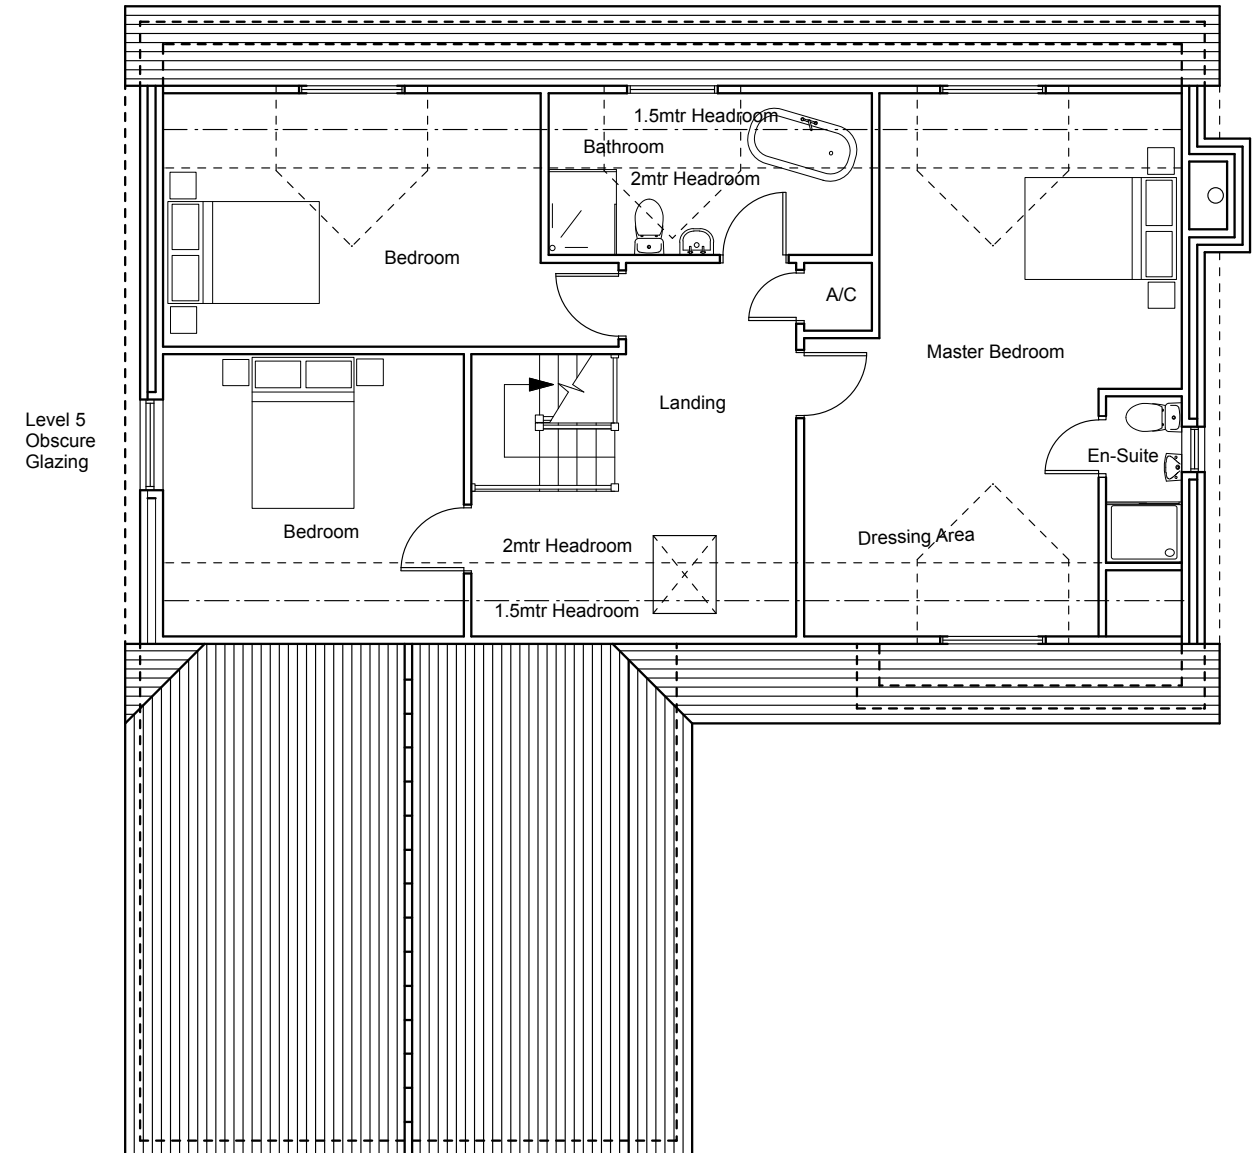 1.5mtr Headroom
Bathroom
2mtr Headroom
Bedroom
A/C
Master Bedroom
Landing
Level 5
Obscure
Glazing
En-Suite
Bedroom
Dressing Area
2mtr Headroom
1.5mtr Headroom